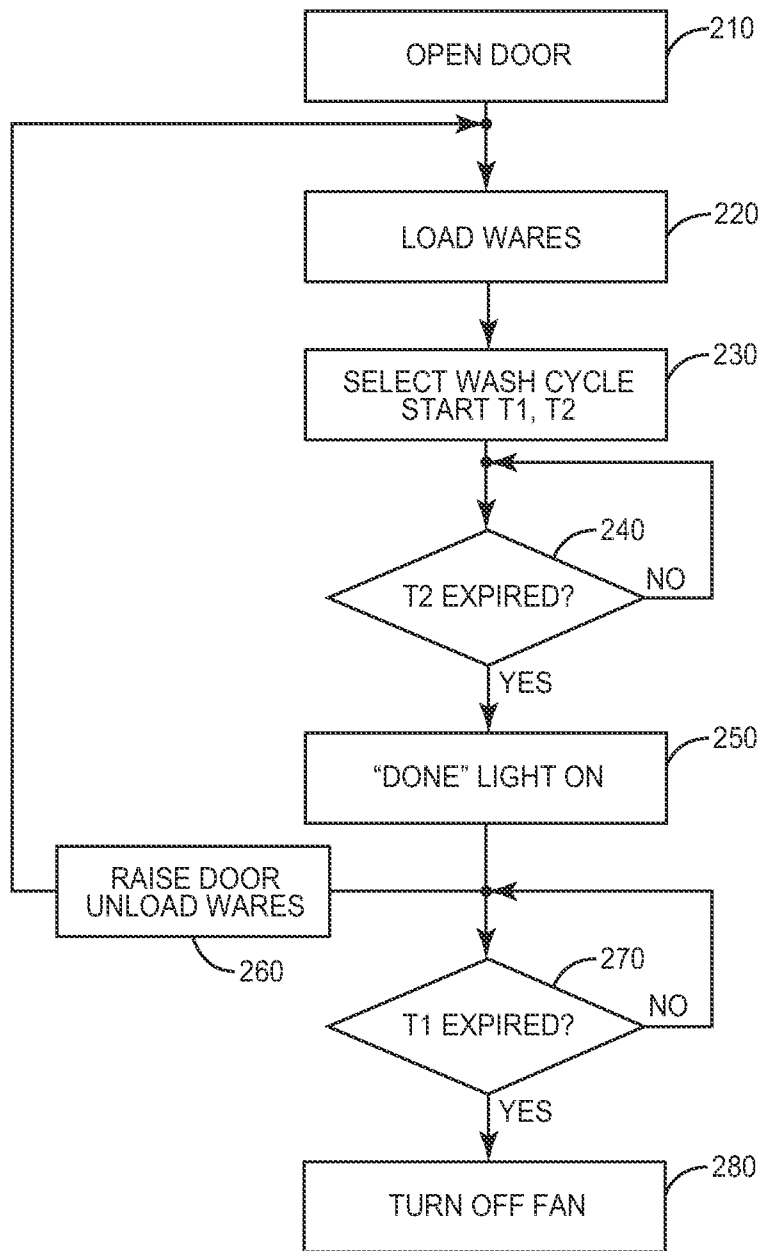 OPEN DOOR
210
LOAD WARES
220
SELECT WASH CYCLE
START T1, T2
230
240
T2 EXPIRED?
NO
YES
"DONE" LIGHT ON
250
RAISE DOOR
UNLOAD WARES
260
270
T1 EXPIRED?
NO
YES
TURN OFF FAN
280